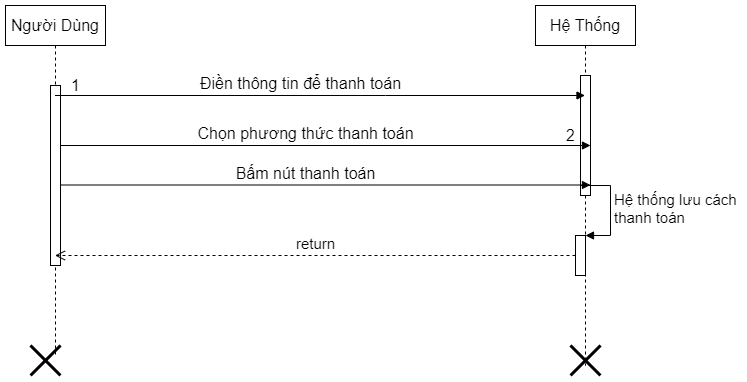 Người Dùng
Hệ Thống
1
Điền thông tin để thanh toán
Chọn phương thức thanh toán
2
Bấm nút thanh toán
Hệ thống lưu cách
thanh toán
return